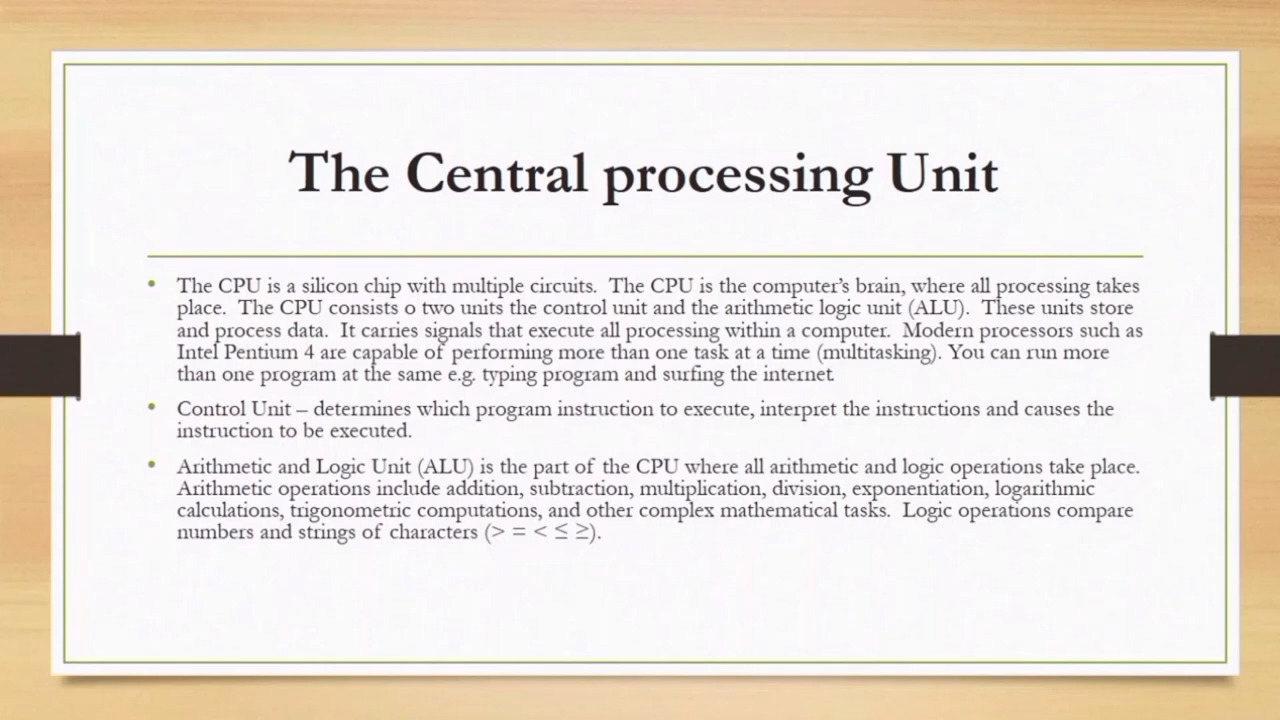 The Central processing Unit
• The CPU is a silicon chip with multiple circuits.  The CPU is the computer’s brain, where all processing takes
place.  The CPU consists o two units the control unit and the arithmetic logic unit (ALU).  These units store
and process data.  It carries signals that execute all processing within a computer.  Modern processors such as
Intel Pentium 4 are capable of performing more than one task at a time (multitasking). You can run more
than one program at the same e.g. typing program and surfing the internet.
• Control Unit – determines which program instruction to execute, interpret the instructions and causes the
instruction to be executed.
• Arithmetic and Logic Unit (ALU) is the part of the CPU where all arithmetic and logic operations take place.
Arithmetic operations include addition, subtraction, multiplication, division, exponentiation, logarithmic
calculations, trigonometric computations, and other complex mathematical tasks.  Logic operations compare
numbers and strings of characters (> = < ≤ ≥).